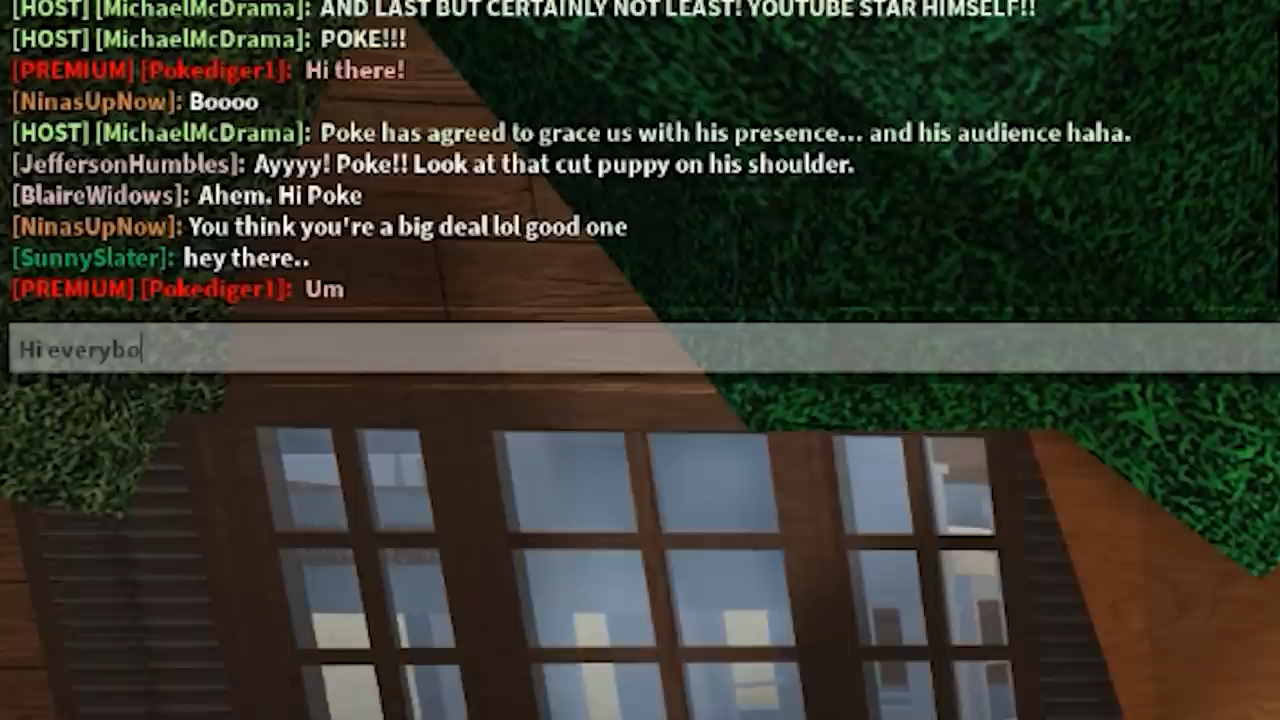 [HOST] [MichaelMcDrama]: AND LAST BUT CERTAINLY NOT LEAST! YOUTUBE STAR HIMSELF!!
[HOST] [MichaelMcDrama]: POKE!!!
[PREMIUM] [Pokediger1]: Hi there!
[NinasUpNow]: Boooo
[HOST] [MichaelMcDrama]: Poke has agreed to grace us with his presence... and his audience haha.
[JeffersonHumbles]: Ayyyy! Poke!! Look at that cut puppy on his shoulder.
[BlaireWidows]: Ahem. Hi Poke
[NinasUpNow]: You think you're a big deal lol good one
[SunnySlater]: hey there..
[PREMIUM] [Pokediger1]: Um
Hi everybo